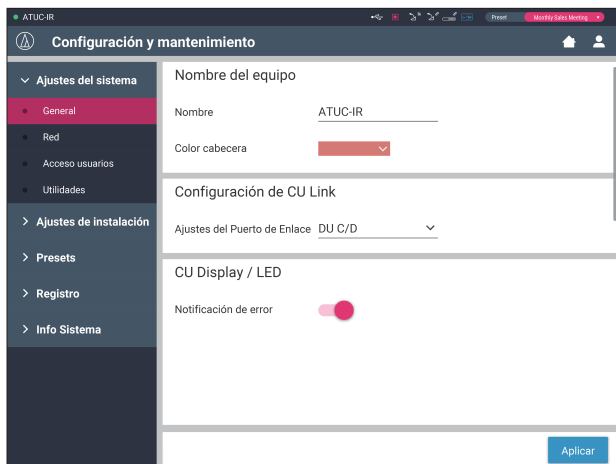 ATUC-IR
Preset
Monthly Sales Meeting
Configuración y mantenimiento
Ajustes del sistema
General
Red
Acceso usuarios
Utilidades
Ajustes de instalación
Presets
Registro
Info Sistema
Nombre del equipo
Nombre ATUC-IR
Color cabecera
Configuración de CU Link
Ajustes del Puerto de Enlace DU C/D
CU Display / LED
Notificación de error
Aplicar